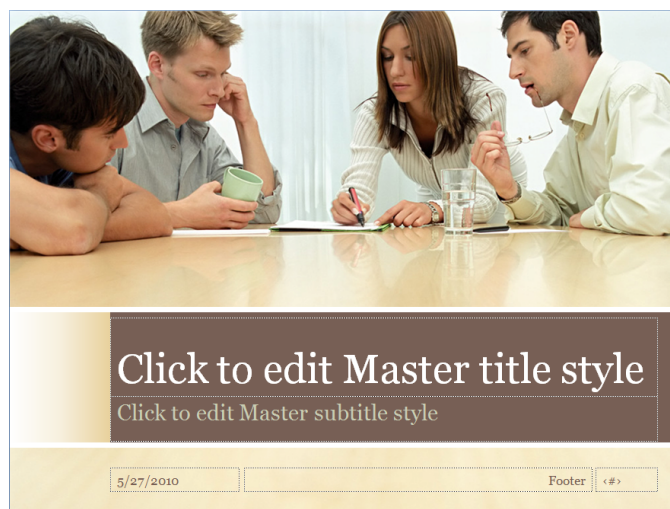 Click to edit Master title style
Click to edit Master subtitle style
5/27/2010
Footer
‹#›